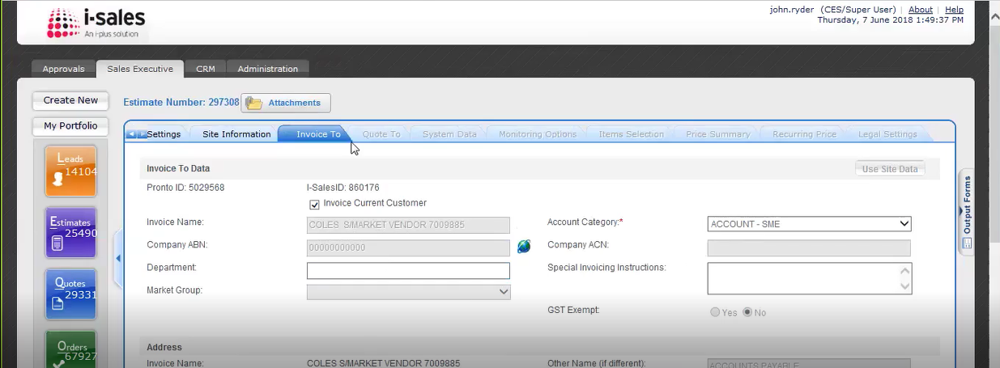 i-sales
An i-plus solution
john.ryder (CES/Super User) | About | Help
Thursday, 7 June 2018 1:49:37 PM
Approvals
Sales Executive
CRM
Administration
Create New
My Portfolio
Leads
14104
Estimates
25490
Quotes
29331
Orders
67927
Estimate Number: 297308
Attachments
Settings
Site Information
Invoice To
Quote To
System Data
Monitoring Options
Items Selection
Price Summary
Recurring Price
Legal Settings
Invoice To Data
Use Site Data
Pronto ID: 5029568
I-SalesID: 860176
Invoice Current Customer
Invoice Name:
COLES S/MARKET VENDOR 7009885
Account Category:*
ACCOUNT - SME
Company ABN:
00000000000
Company ACN:
Department:
Special Invoicing Instructions:
Market Group:
GST Exempt:
Yes
No
Address
Invoice Name:
COLES S/MARKET VENDOR 7009885
Other Name (if different):
ACCOUNTS PAYABLE
Output Forms